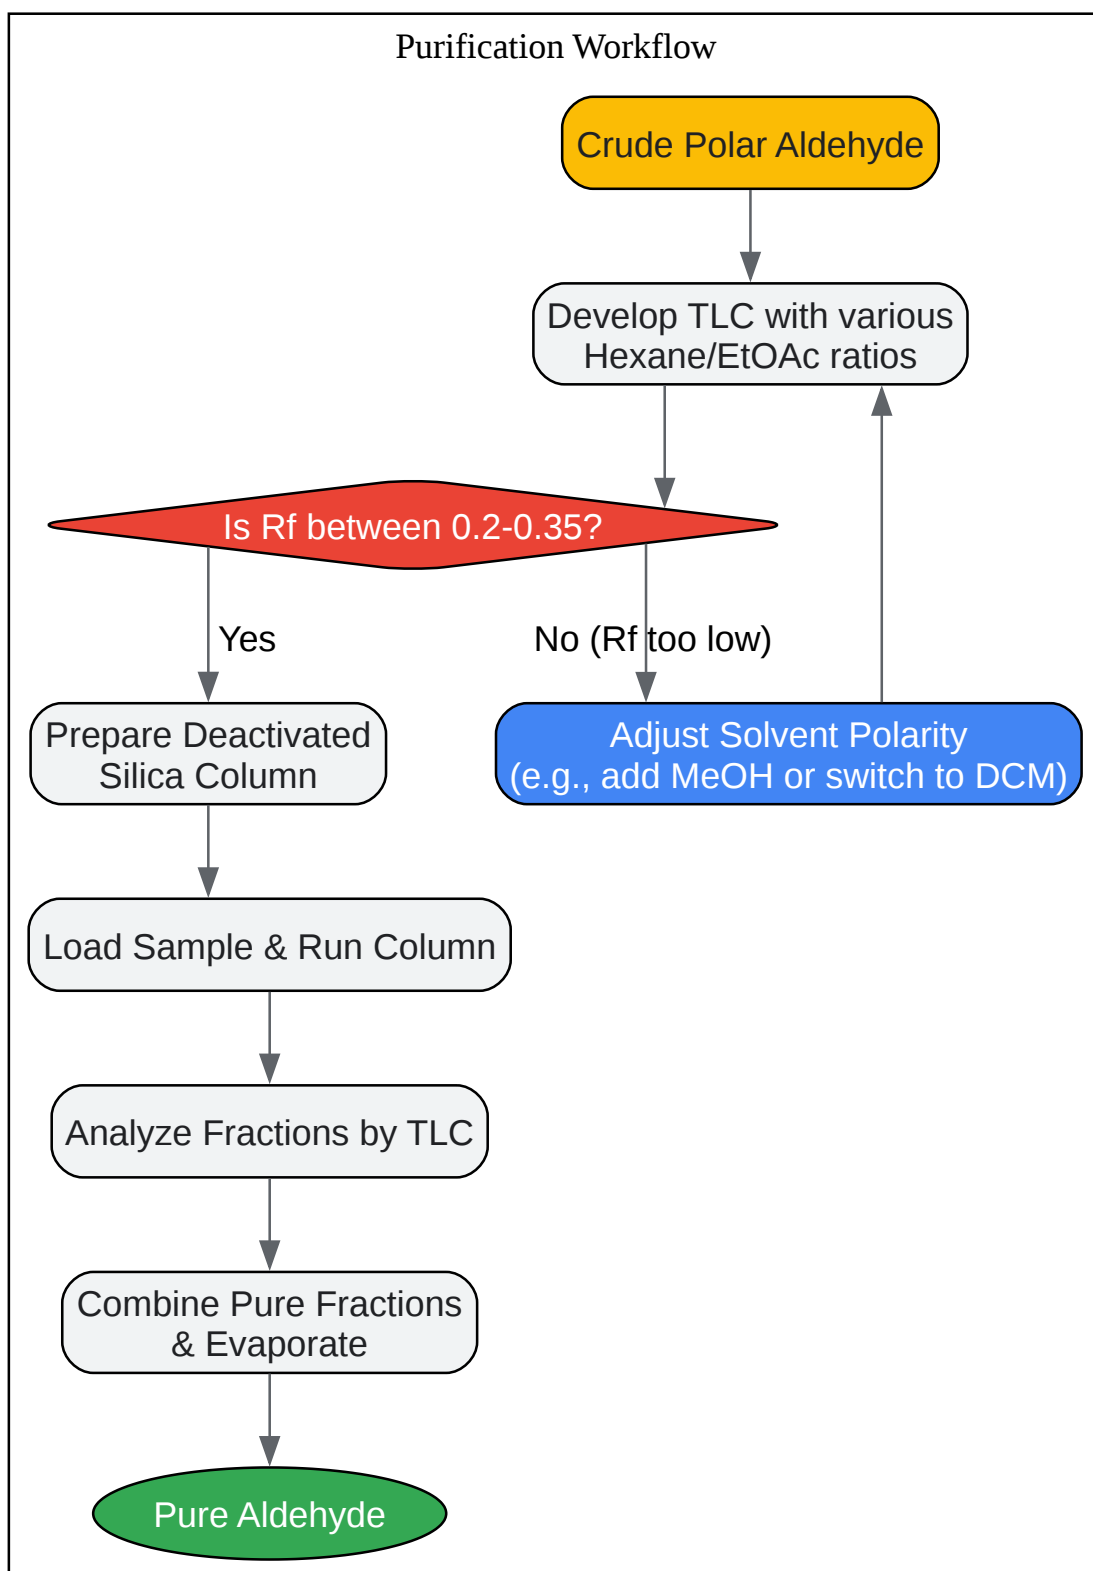 Purification Workflow
Crude Polar Aldehyde
Develop TLC with various
Hexane/EtOAc ratios
Is Rf between 0.2-0.35?
Yes
No (Rf too low)
Prepare Deactivated
Silica Column
Adjust Solvent Polarity
(e.g., add MeOH or switch to DCM)
Load Sample & Run Column
Analyze Fractions by TLC
Combine Pure Fractions
& Evaporate
Pure Aldehyde